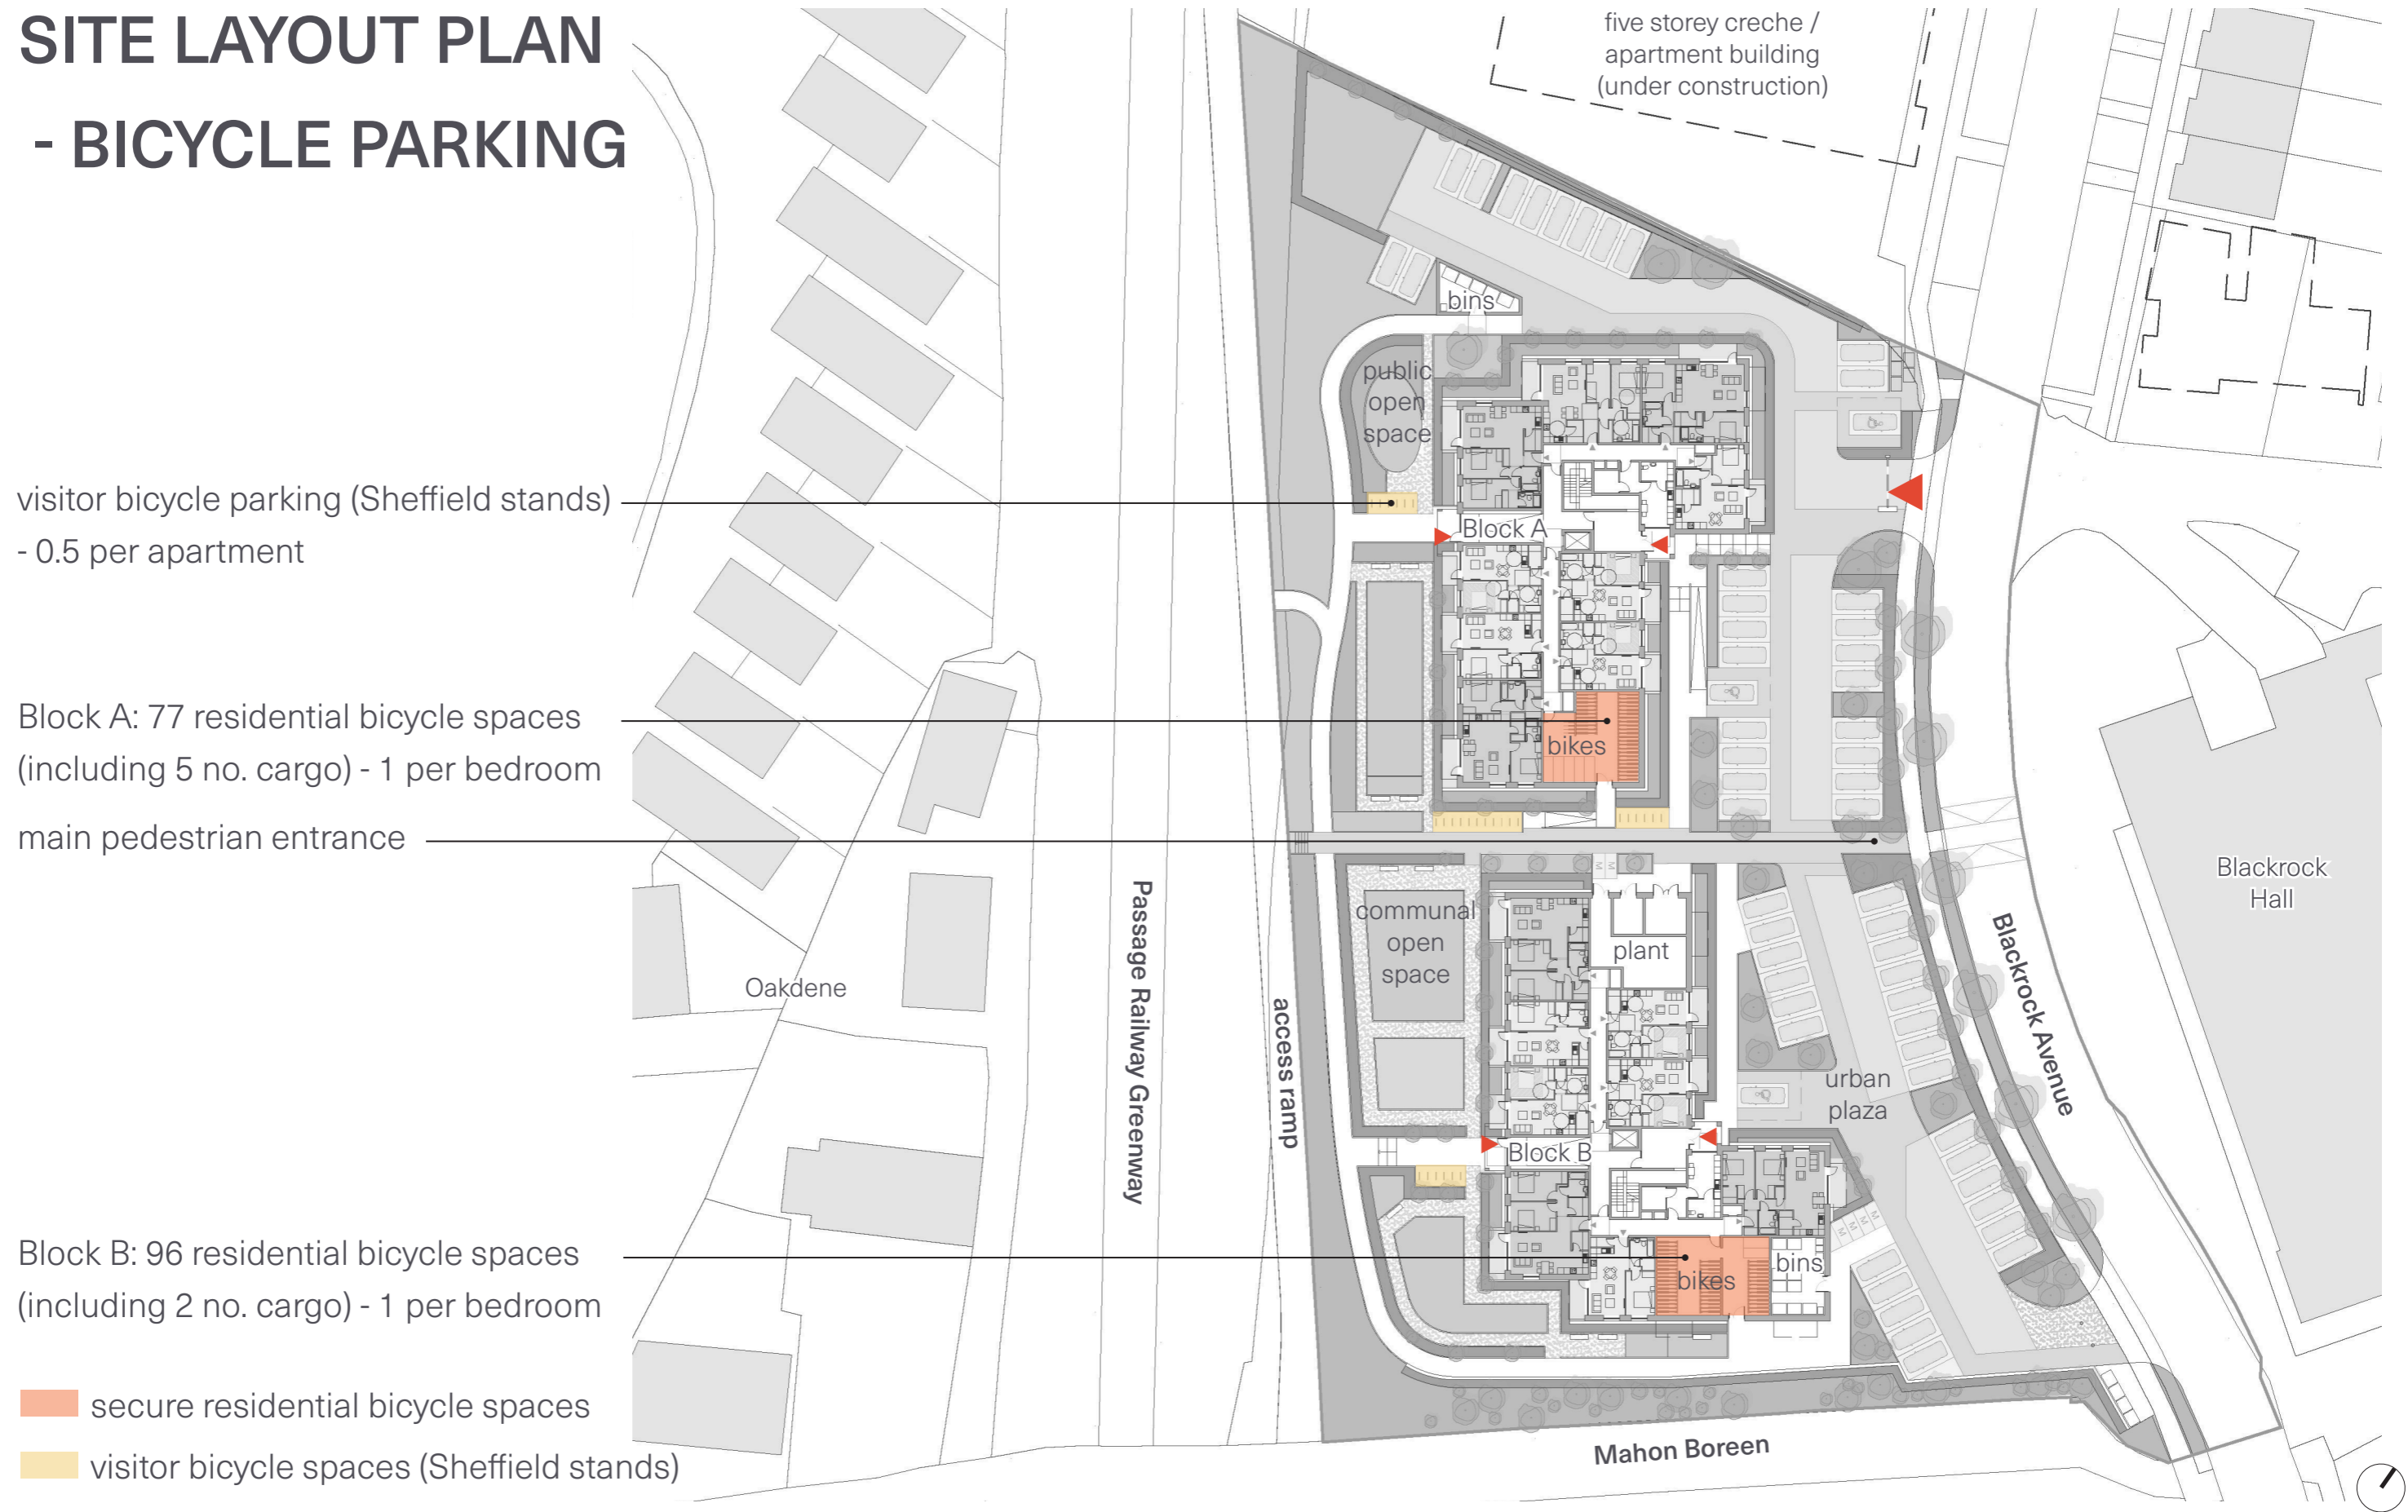 SITE LAYOUT PLAN
- BICYCLE PARKING
five storey creche /
apartment building
(under construction)
bins
public
open
space
visitor bicycle parking (Sheffield stands)
- 0.5 per apartment
Block A
Block A: 77 residential bicycle spaces
(including 5 no. cargo) - 1 per bedroom
bikes
main pedestrian entrance
Blackrock
Hall
communal
open
space
plant
Oakdene
Passage Railway Greenway
access ramp
Blackrock Avenue
urban
plaza
Block B
Block B: 96 residential bicycle spaces
(including 2 no. cargo) - 1 per bedroom
bikes
bins
secure residential bicycle spaces
visitor bicycle spaces (Sheffield stands)
Mahon Boreen
M M
M M M M